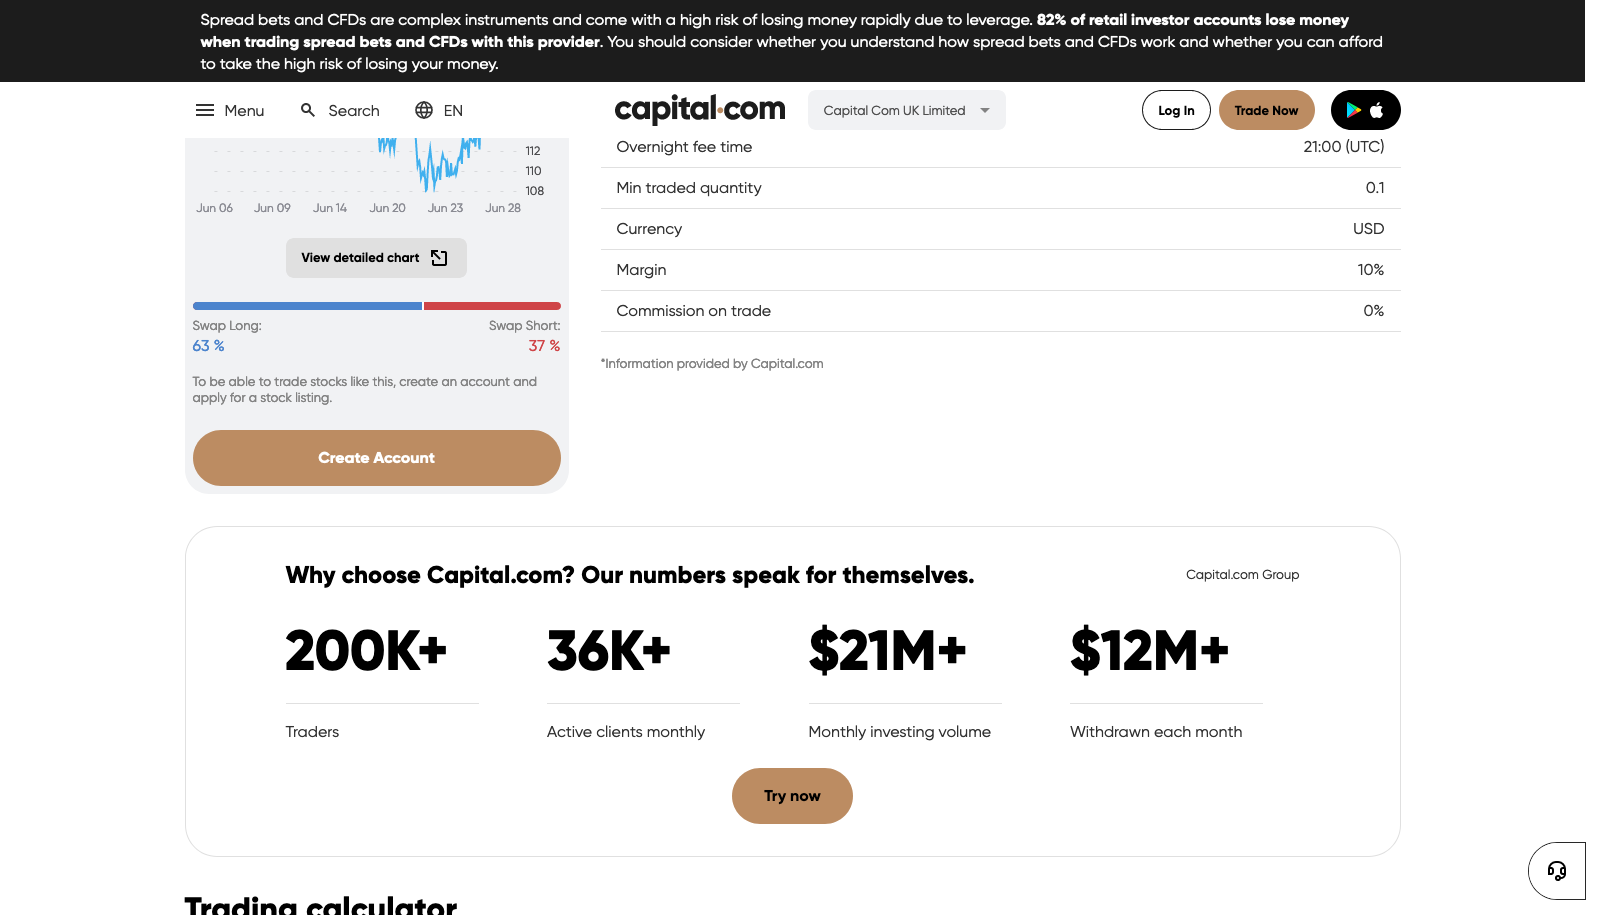 Spread bets and CFDs are complex instruments and come with a high risk of losing money rapidly due to leverage. 82% of retail investor accounts lose money
when trading spread bets and CFDs with this provider. You should consider whether you understand how spread bets and CFDs work and whether you can afford
to take the high risk of losing your money.
Menu
Search
EN
capital.com
Capital Com UK Limited
Log In
Trade Now
112
110
108
Jun 06 Jun 09 Jun 14 Jun 20 Jun 23 Jun 28
View detailed chart
Swap Long: Swap Short:
63 % 37 %
To be able to trade stocks like this, create an account and
apply for a stock listing.
Create Account
Overnight fee time 21:00 (UTC)
Min traded quantity 0.1
Currency USD
Margin 10%
Commission on trade 0%
*Information provided by Capital.com
Why choose Capital.com? Our numbers speak for themselves.
Capital.com Group
200K+ 36K+ $21M+ $12M+
Traders Active clients monthly Monthly investing volume Withdrawn each month
Try now
Trading calculator